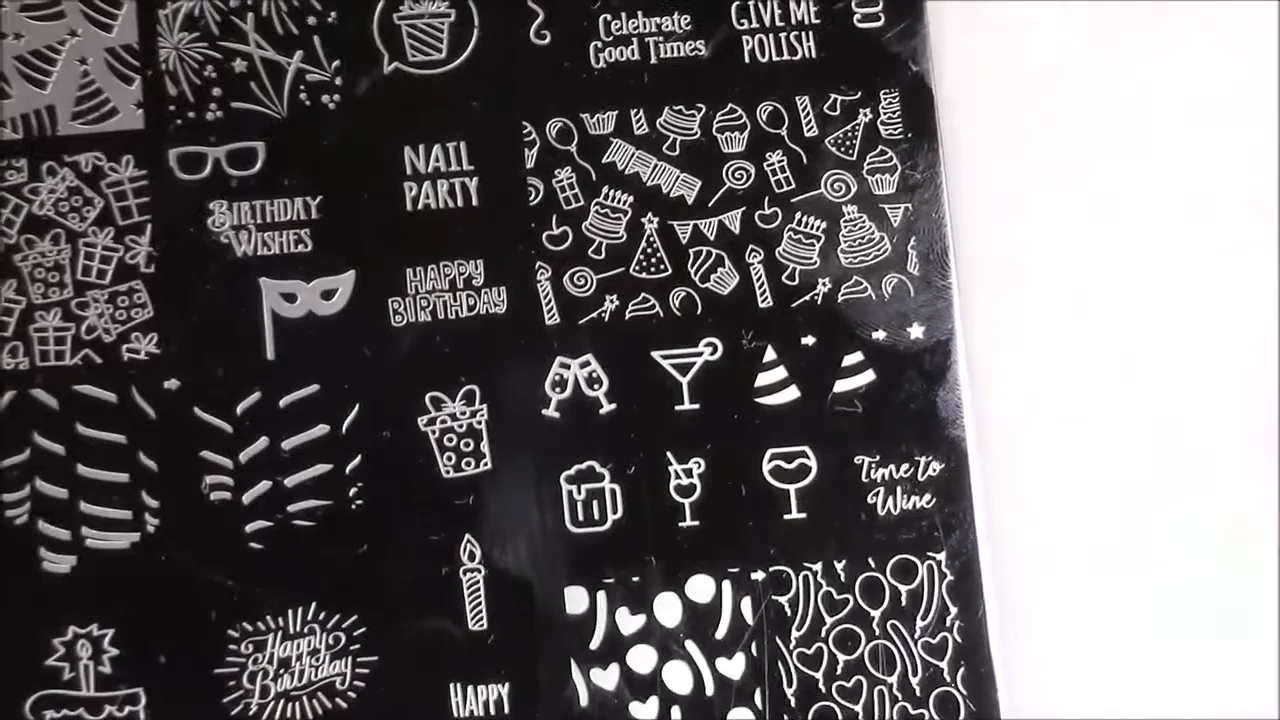 Celebrate
Good Times
GIVE ME
POLISH
NAIL
PARTY
BIRTHDAY
WISHES
HAPPY
BIRTHDAY
Time to
Wine
Happy
Birthday
HAPPY